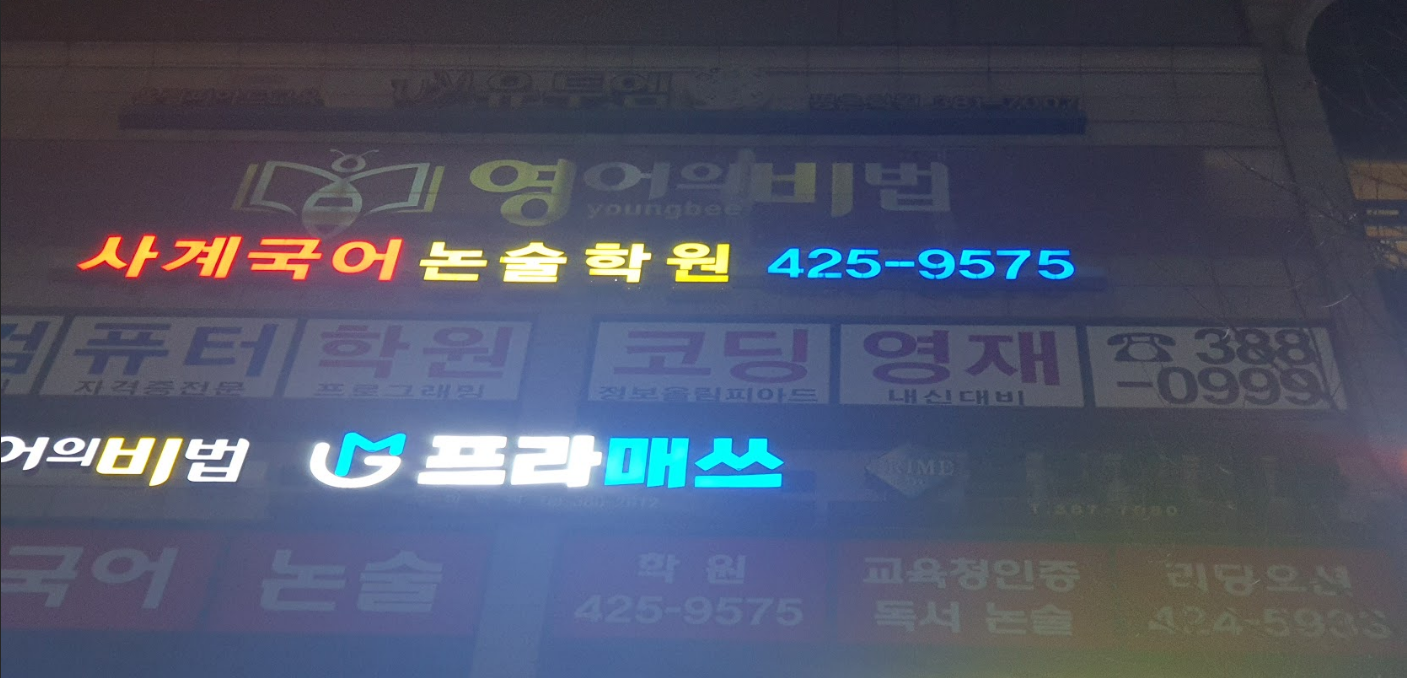 유투엠
영어의비법
youngbee
사계국어 논술학원 425-9575
퓨터 학원 코딩 영재 ☎ 388
자격증전문 프로그래밍 정보올림피아드 내신대비 -0999
어의비법 프라매쓰
국어 논술 학원 교육청인증 리딩오션
425-9575 독서 논술